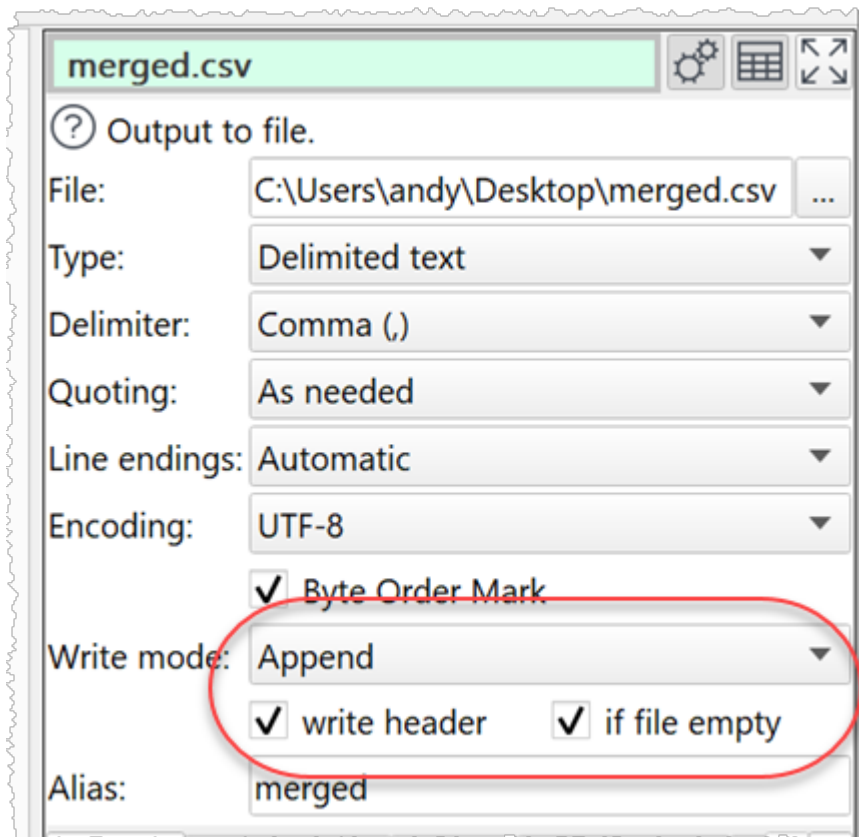 merged.csv
? Output to file.
File: C:\Users\andy\Desktop\merged.csv ...
Type: Delimited text
Delimiter: Comma (,)
Quoting: As needed
Line endings: Automatic
Encoding: UTF-8
Byte Order Mark
Write mode: Append
write header if file empty
Alias: merged